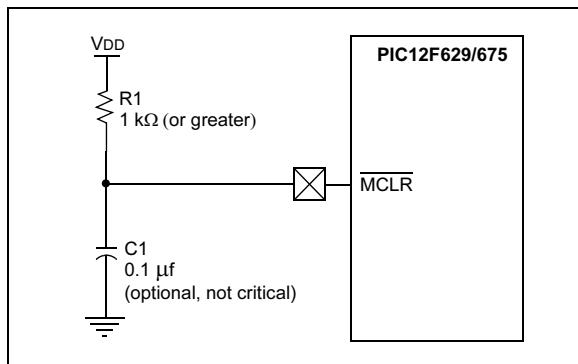 VDD
PIC12F629/675
R1
1 kΩ (or greater)
MCLR
C1
0.1 µf
(optional, not critical)